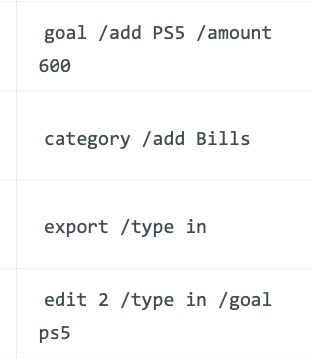 goal /add PS5 /amount
600
category /add Bills
export /type in
edit 2 /type in /goal
ps5